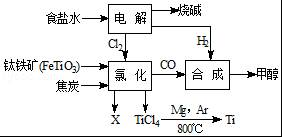 食盐水 电解 烧碱
Cl₂ H₂
钛铁矿(FeTiO₃) 氯化 CO 合成 甲醇
焦炭
X TiCl₄ Mg，Ar 800℃ Ti